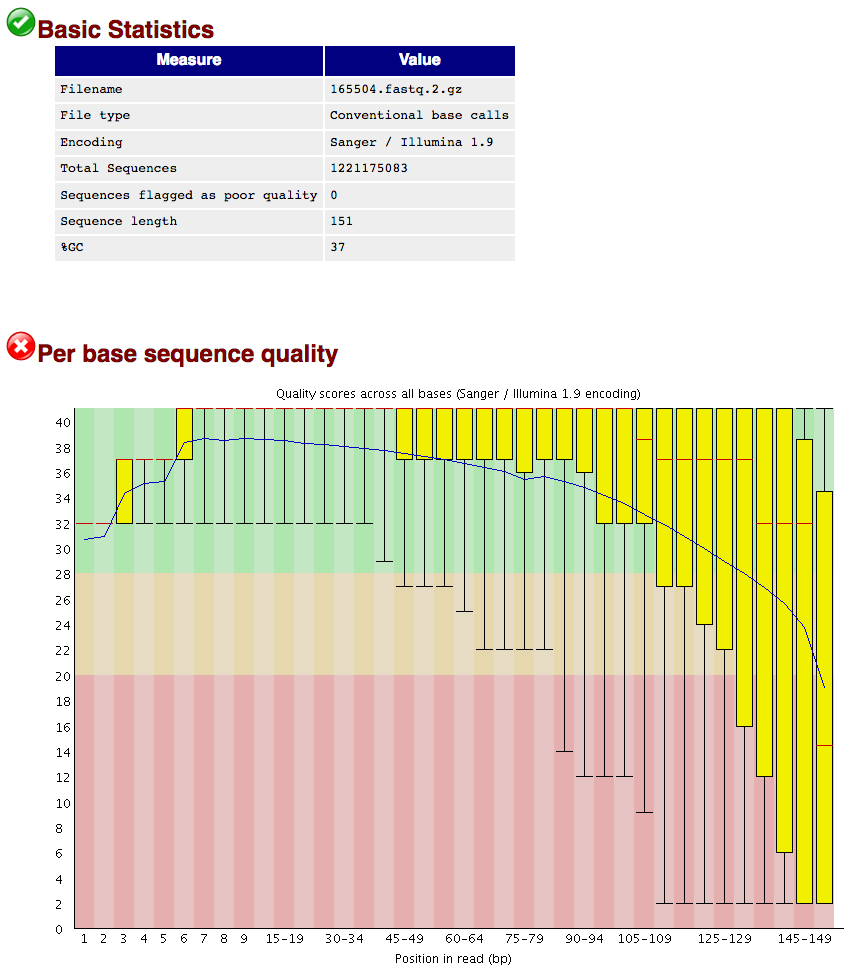 Basic Statistics
Measure Value
Filename 165504.fastq.2.gz
File type Conventional base calls
Encoding Sanger / Illumina 1.9
Total Sequences 1221175083
Sequences flagged as poor quality 0
Sequence length 151
%GC 37
Per base sequence quality
Quality scores across all bases (Sanger / Illumina 1.9 encoding)
40
38
36
34
32
30
28
26
24
22
20
18
16
14
12
10
8
6
4
2
0
1 2 3 4 5 6 7 8 9 15-19 30-34 45-49 60-64 75-79 90-94 105-109 125-129 145-149
Position in read (bp)